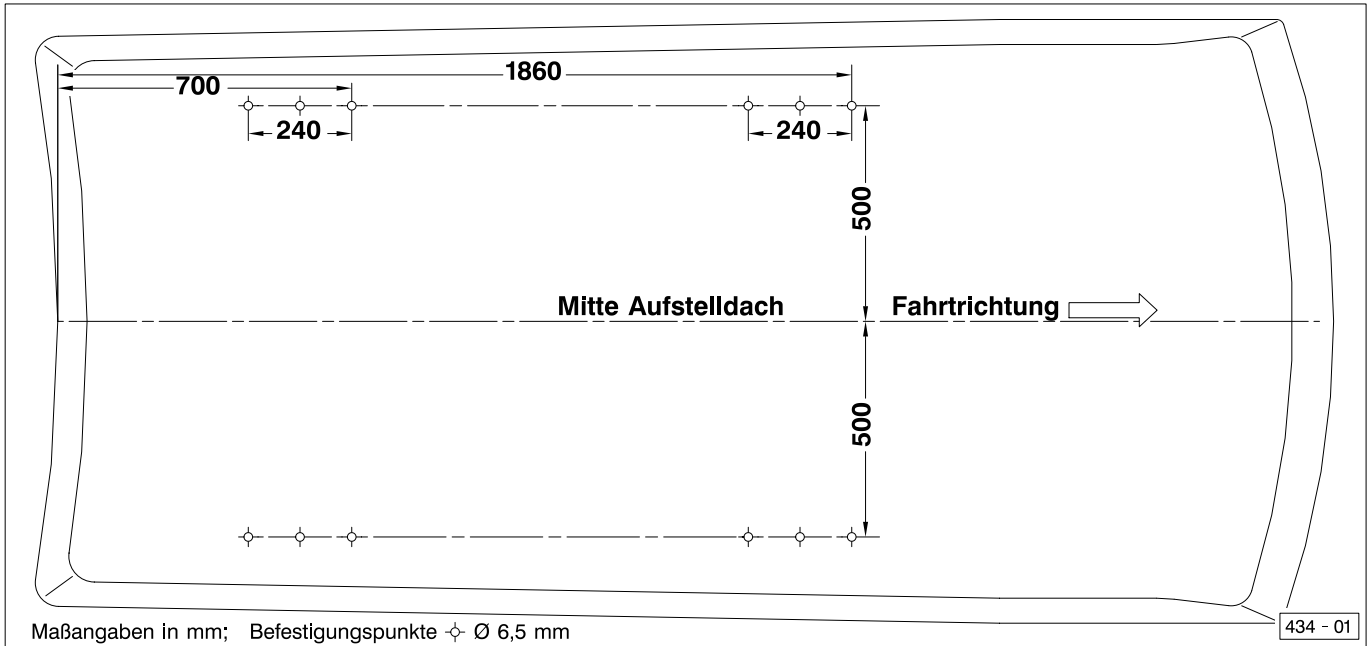 1860
700
240
240
500
Mitte Aufstelldach
Fahrtrichtung
500
Maßangaben in mm; Befestigungspunkte Ø 6,5 mm
434 - 01